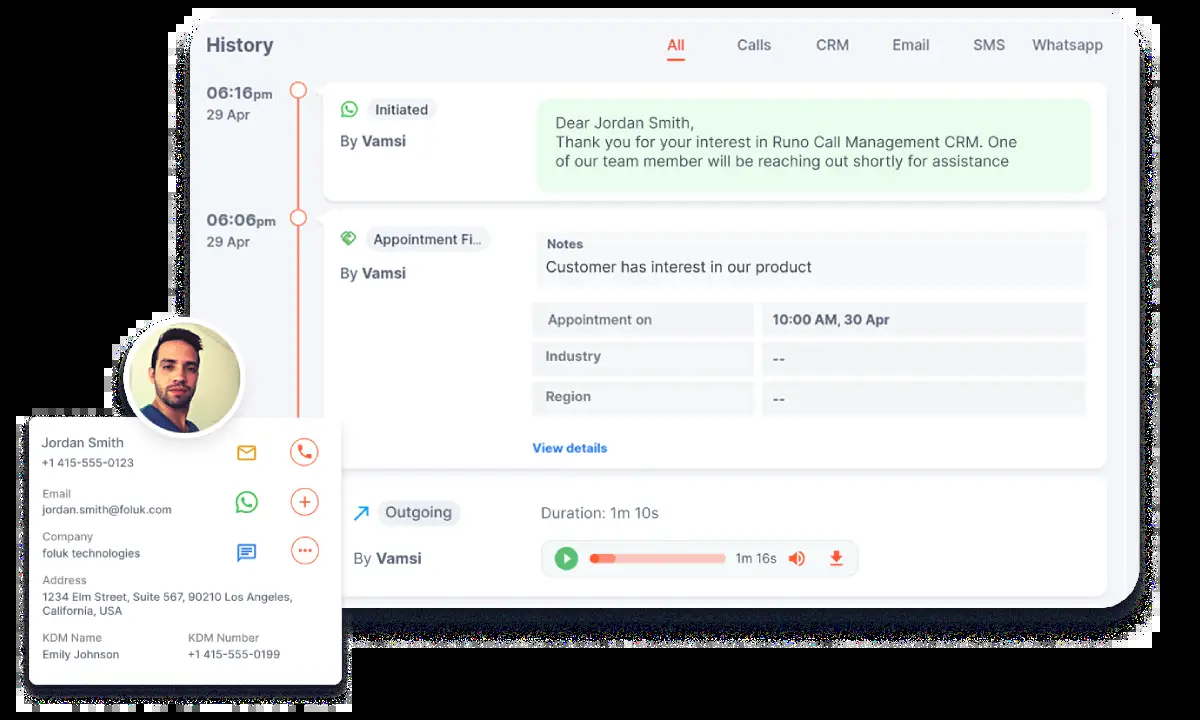 History
All
Calls
CRM
Email
SMS
Whatsapp
06:16pm
29 Apr
Initiated
By Vamsi
Dear Jordan Smith,
Thank you for your interest in Runo Call Management CRM. One
of our team member will be reaching out shortly for assistance
06:06pm
29 Apr
Appointment Fi...
By Vamsi
Notes
Customer has interest in our product
Appointment on
10:00 AM, 30 Apr
Industry
--
Region
--
View details
Outgoing
By Vamsi
Duration: 1m 10s
1m 16s
Jordan Smith
+1 415-555-0123
Email
jordan.smith@foluk.com
Company
foluk technologies
Address
1234 Elm Street, Suite 567, 90210 Los Angeles,
California, USA
KDM Name
KDM Number
Emily Johnson
+1 415-555-0199